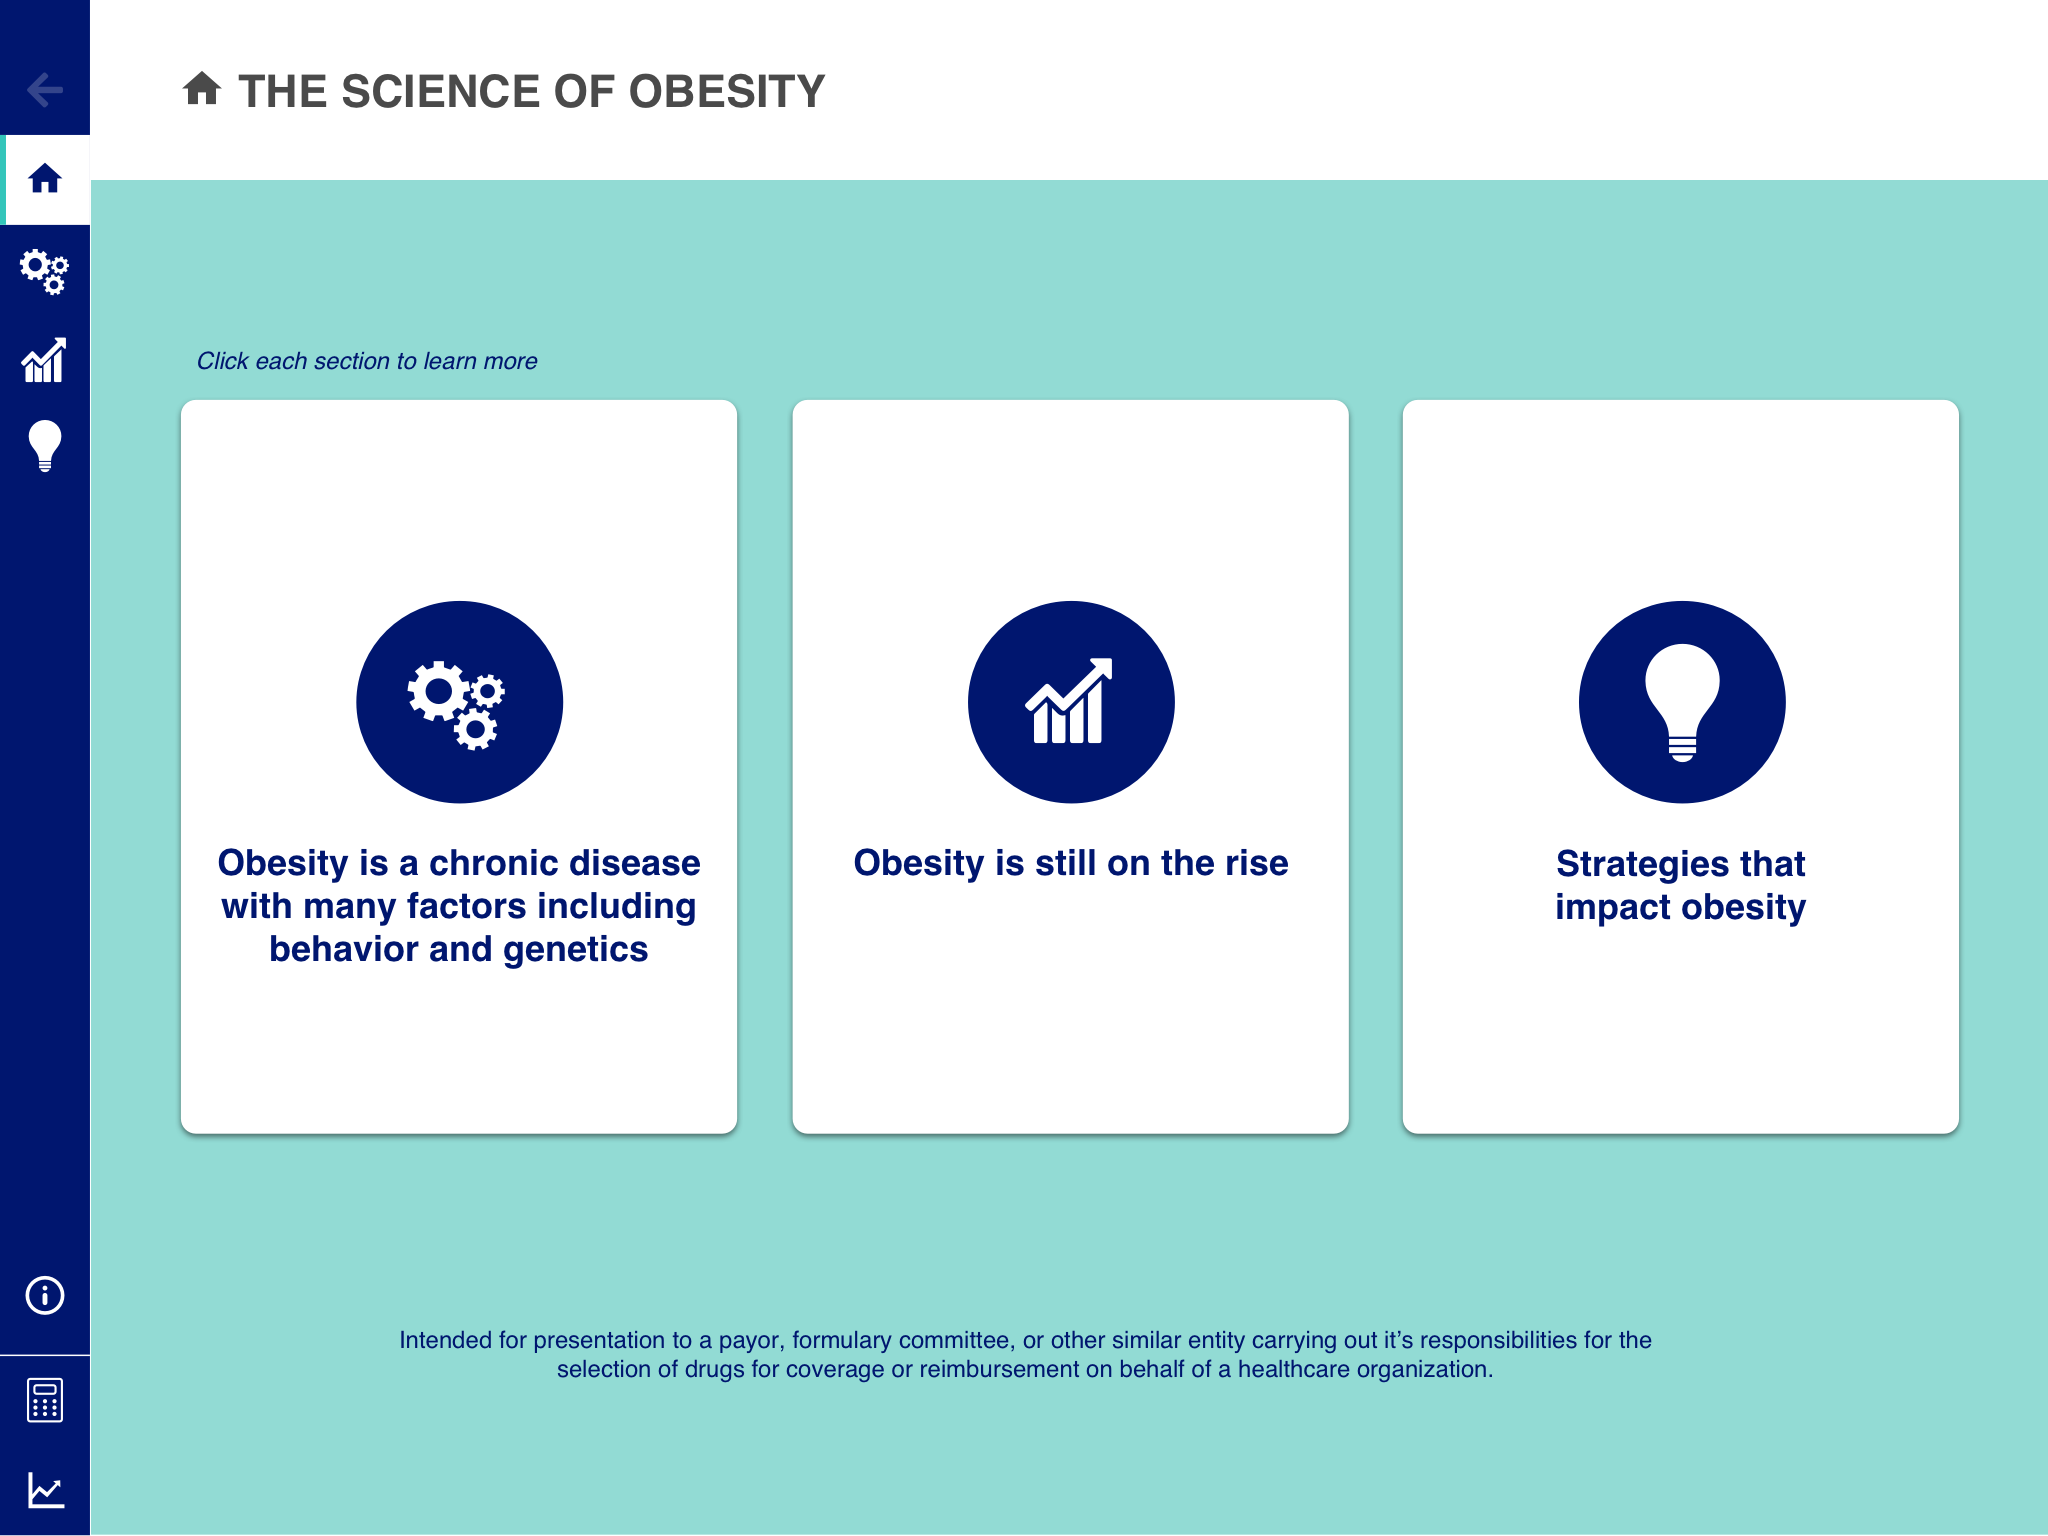 THE SCIENCE OF OBESITY
Click each section to learn more
Obesity is a chronic disease
with many factors including
behavior and genetics
Obesity is still on the rise
Strategies that
impact obesity
Intended for presentation to a payor, formulary committee, or other similar entity carrying out it’s responsibilities for the
selection of drugs for coverage or reimbursement on behalf of a healthcare organization.